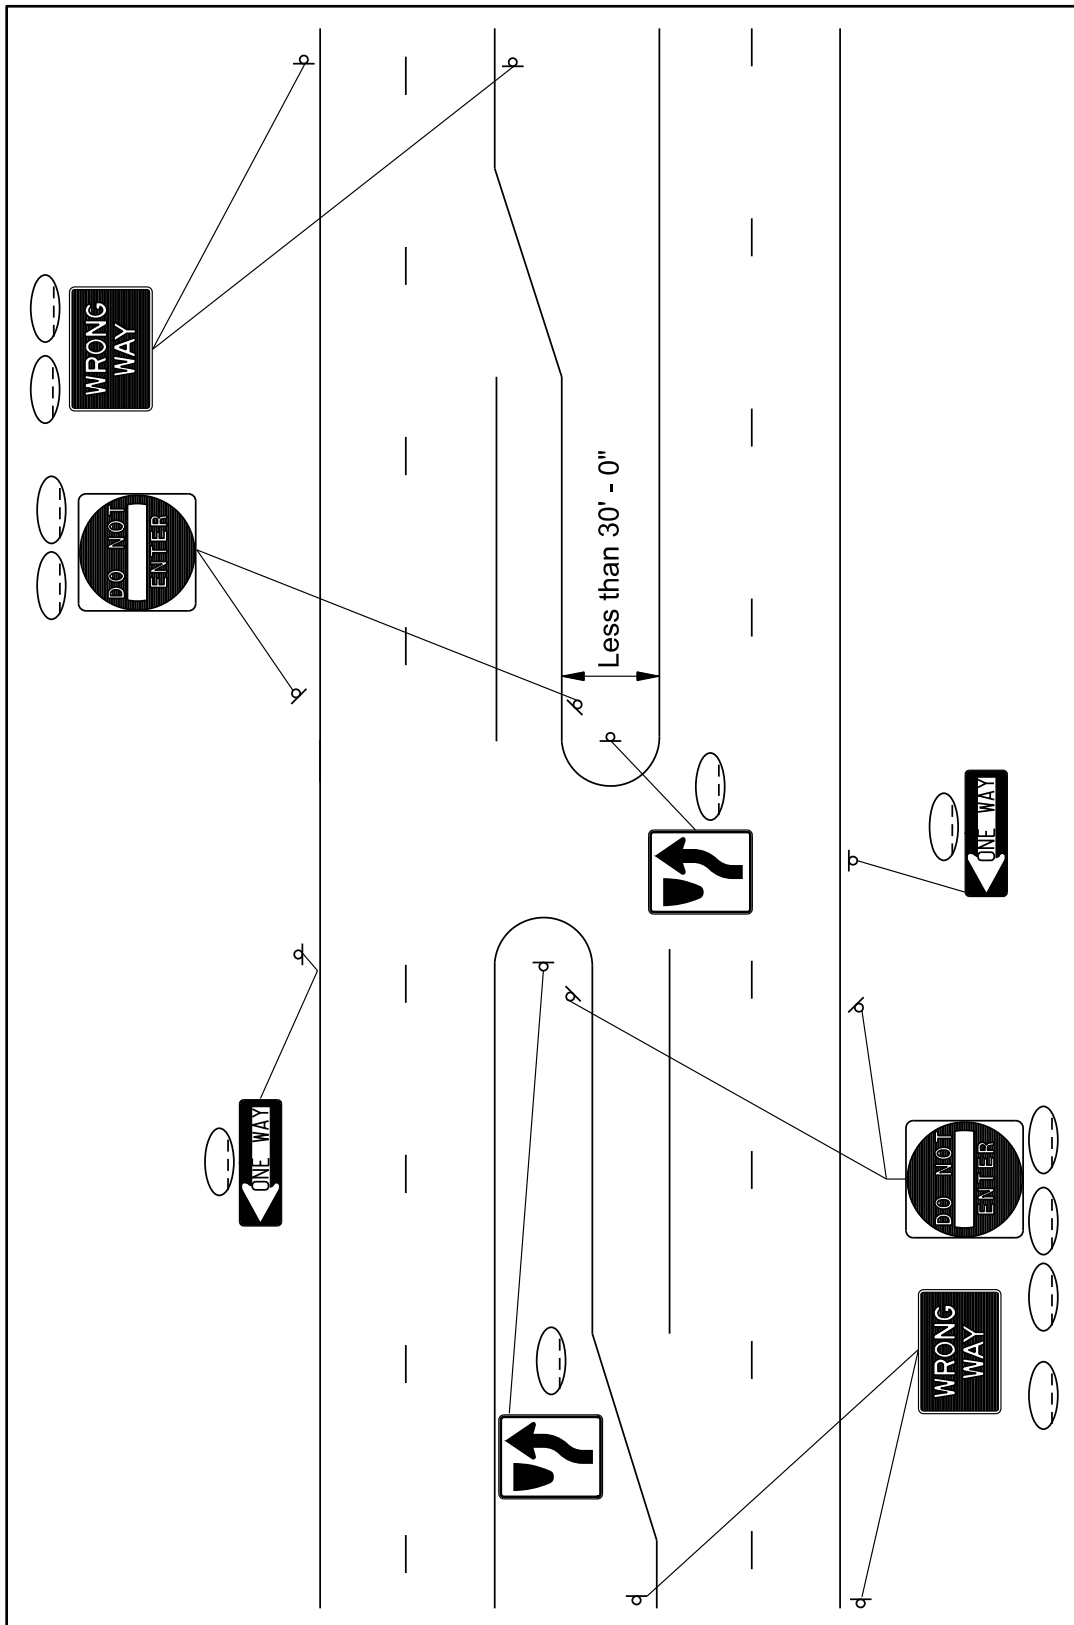 WRONG
WAY
DO NOT
ENTER
Less than 30' - 0"
ONE WAY
ONE WAY
DO NOT
ENTER
WRONG
WAY